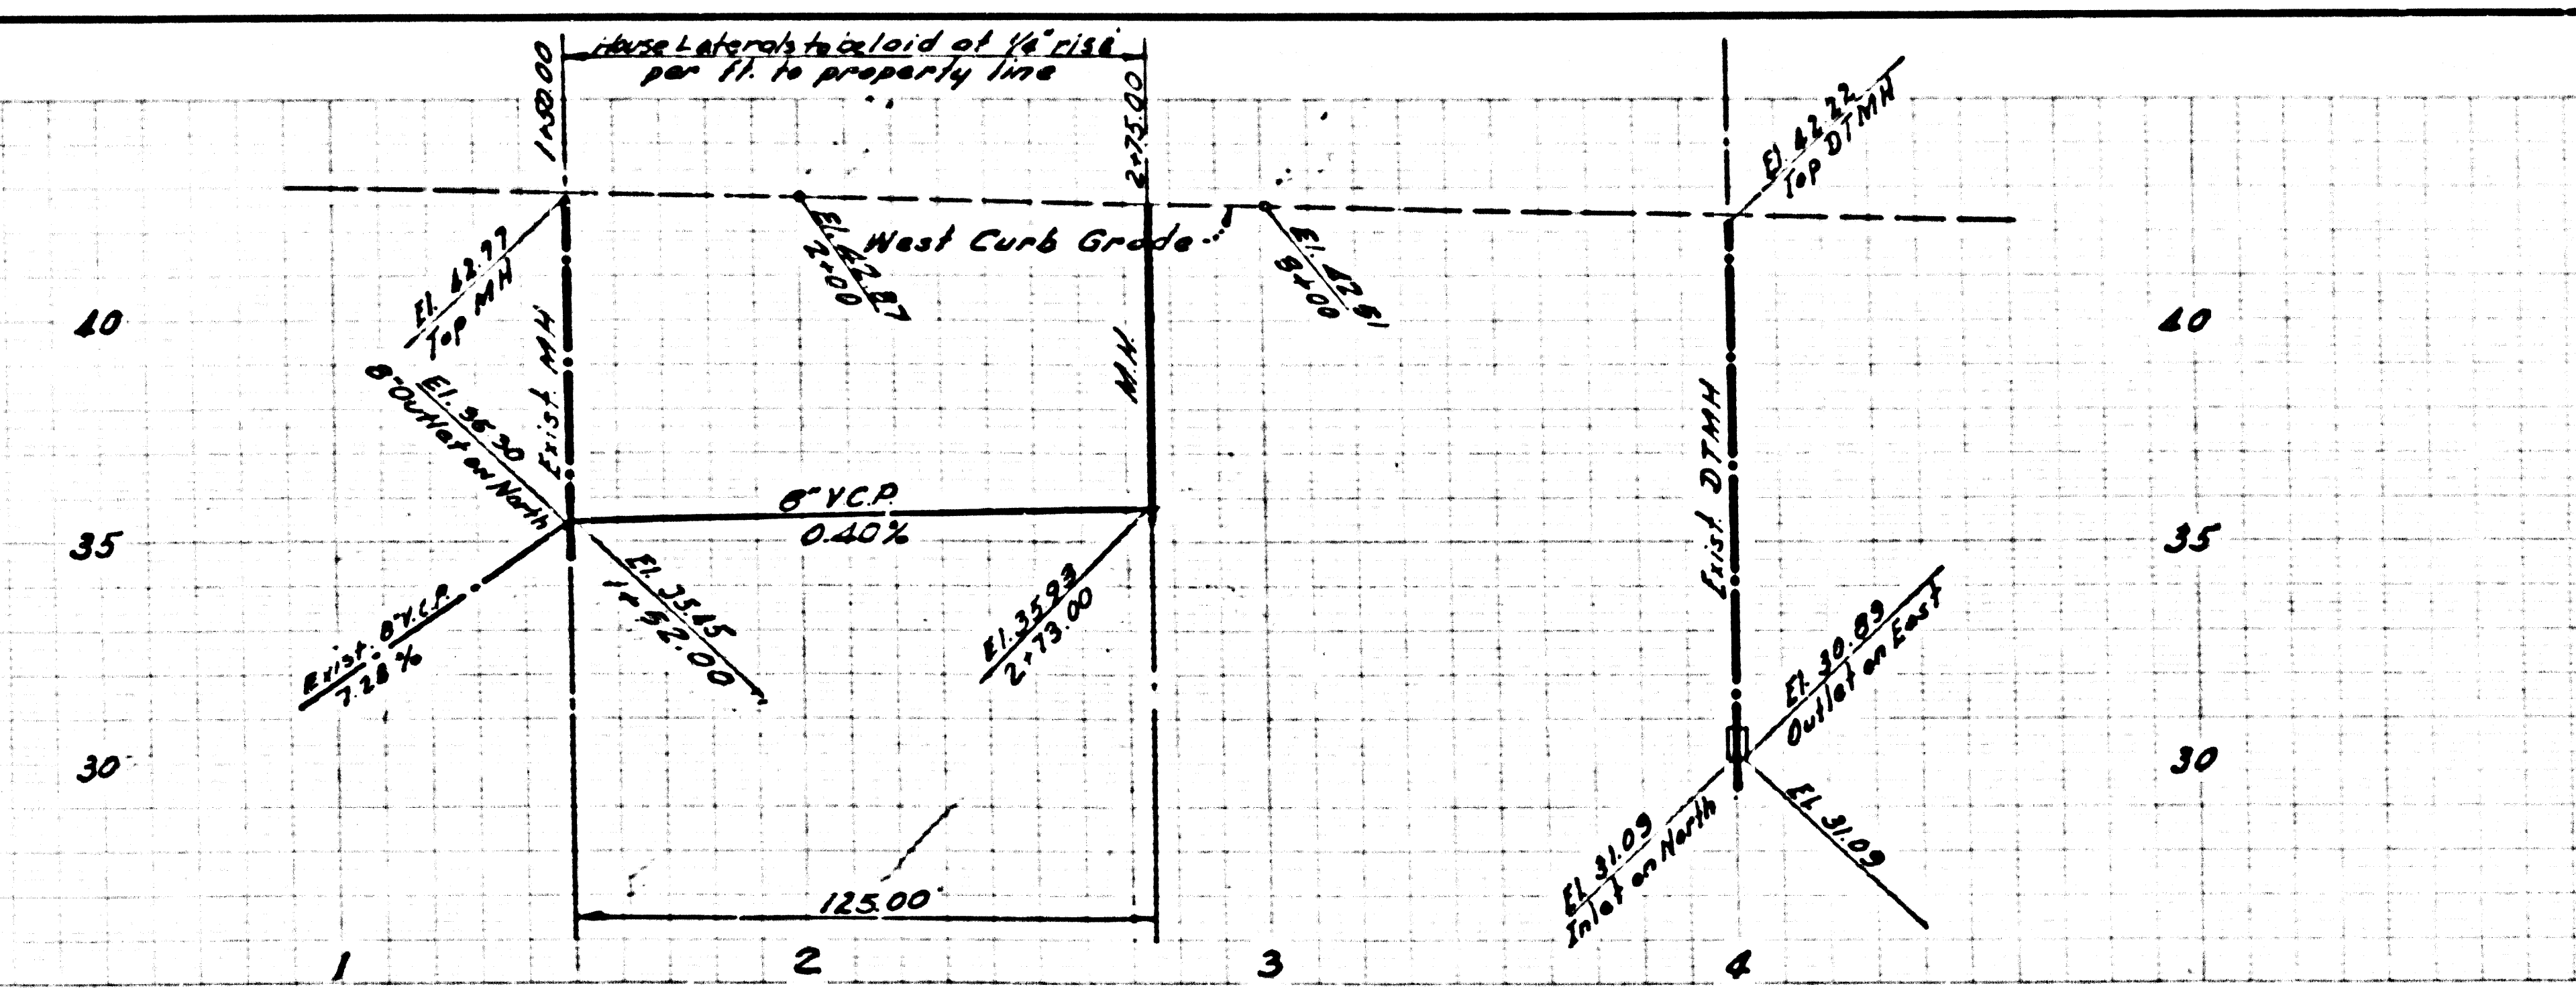 House Laterals to be laid at 1/4" rise
per ft. to property line
1+50.00
2+75.00
El. 42.22
Top DTMH
El. 42.97
Top MH
El. 42.87
2+00
West Curb Grade
El. 42.51
3+00
40
40
Exist. MH
M.H.
Exist. DTMH
8" Outlet on North
8" V.C.P.
0.40%
35
35
El. 35.45
1+52.00
El. 35.93
2+73.00
Exist. 8" V.C.P.
7.28%
El. 30.89
Outlet on East
30
30
El. 31.09
Inlet on North
El. 31.09
125.00'
1
2
3
4